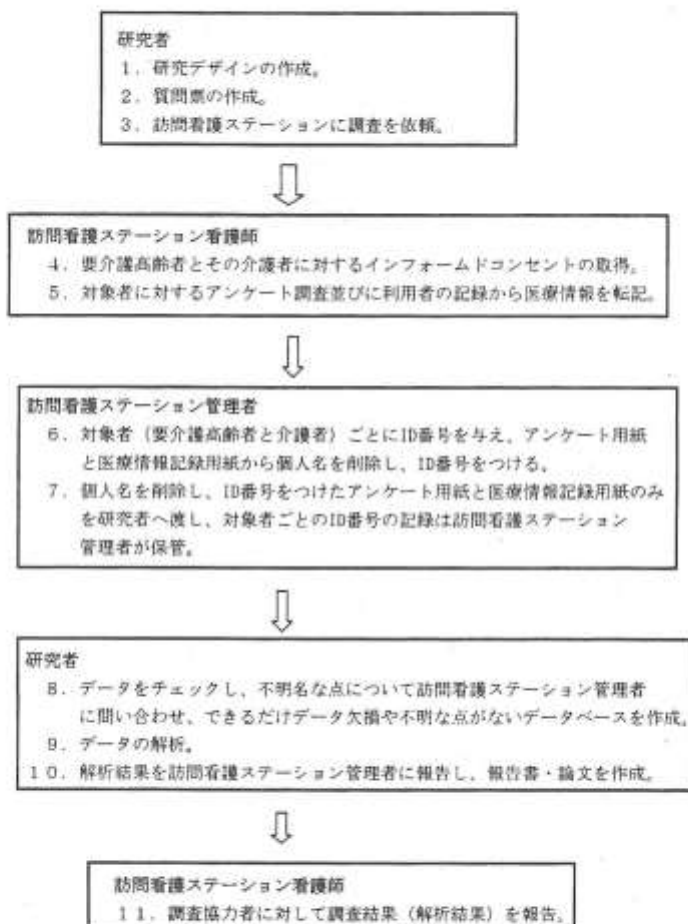 研究者
1．研究デザインの作成。
2．質問票の作成。
3．訪問看護ステーションに調査を依頼。
訪問看護ステーション看護師
4．要介護高齢者とその介護者に対するインフォームドコンセントの取得。
5．対象者に対するアンケート調査並びに利用者の記録から医療情報を転記。
訪問看護ステーション管理者
6．対象者（要介護高齢者と介護者）ごとにID番号を与え、アンケート用紙
と医療情報記録用紙から個人名を削除し、ID番号をつける。
7．個人名を削除し、ID番号をつけたアンケート用紙と医療情報記録用紙のみ
を研究者へ渡し、対象者ごとのID番号の記録は訪問看護ステーション
管理者が保管。
研究者
8．データをチェックし、不明名な点について訪問看護ステーション管理者
に問い合わせ、できるだけデータ欠損や不明な点がないデータベースを作成。
9．データの解析。
10．解析結果を訪問看護ステーション管理者に報告し、報告書・論文を作成。
訪問看護ステーション看護師
11．調査協力者に対して調査結果（解析結果）を報告。